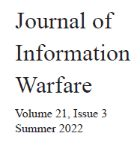 Journal of
Information
Warfare
Volume 21, Issue 3
Summer 2022